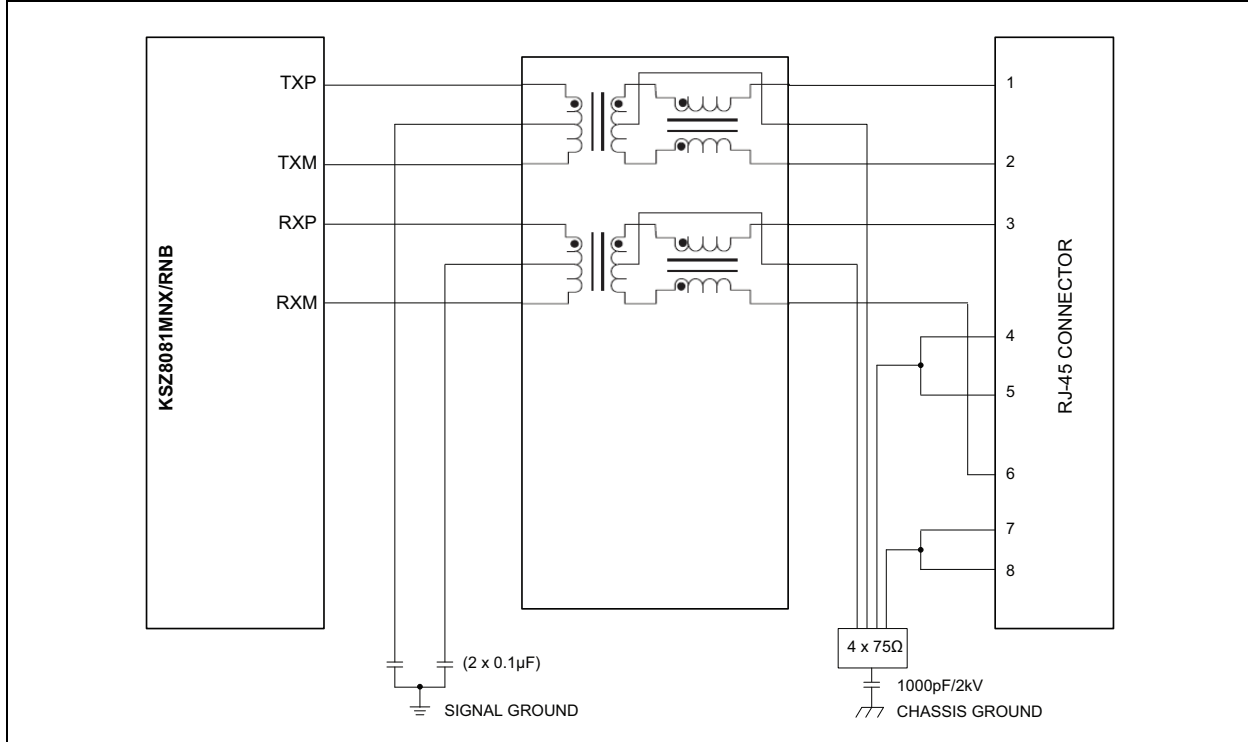 KSZ8081MNX/RNB
TXP
TXM
RXP
RXM
1
2
3
4
5
6
7
8
RJ-45 CONNECTOR
(2 x 0.1µF)
SIGNAL GROUND
4 x 75Ω
1000pF/2kV
CHASSIS GROUND